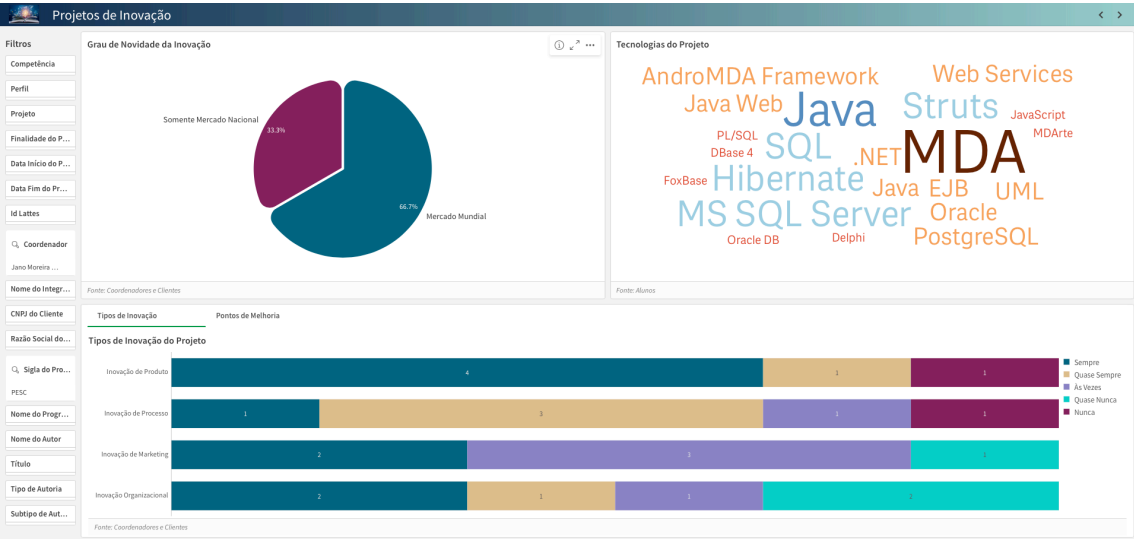 Projetos de Inovação
Filtros
Competência
Perfil
Projeto
Finalidade do P...
Data Início do P...
Data Fim do Pr...
Id Lattes
Coordenador
Jano Moreira ...
Nome do Integr...
CNPJ do Cliente
Razão Social do...
Sigla do Pro...
PESC
Nome do Progr...
Nome do Autor
Título
Tipo de Autoria
Subtipo de Aut...
Grau de Novidade da Inovação
Somente Mercado Nacional
33.3%
66.7%
Mercado Mundial
Fonte: Coordenadores e Clientes
Tecnologias do Projeto
AndroMDA Framework
Web Services
Java Web
Java
Struts
JavaScript
PL/SQL
SQL
MDA
MDArte
DBase 4
.NET
FoxBase
Hibernate
Java EJB
UML
MS SQL Server
Oracle
Oracle DB
Delphi
PostgreSQL
Fonte: Alunos
Tipos de Inovação
Pontos de Melhoria
Tipos de Inovação do Projeto
Inovação de Produto 4 1 1
Inovação de Processo 1 3 1 1
Inovação de Marketing 2 3 1
Inovação Organizacional 2 1 1 2
Sempre
Quase Sempre
Às Vezes
Quase Nunca
Nunca
Fonte: Coordenadores e Clientes